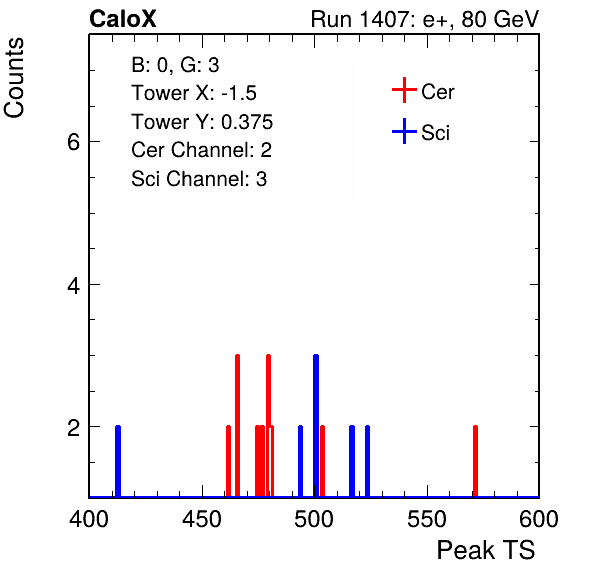 CaloX Run 1407: e+, 80 GeV
Counts
B: 0, G: 3
Tower X: -1.5
Tower Y: 0.375
Cer Channel: 2
Sci Channel: 3
Cer
Sci
6
4
2
400 450 500 550 600
Peak TS